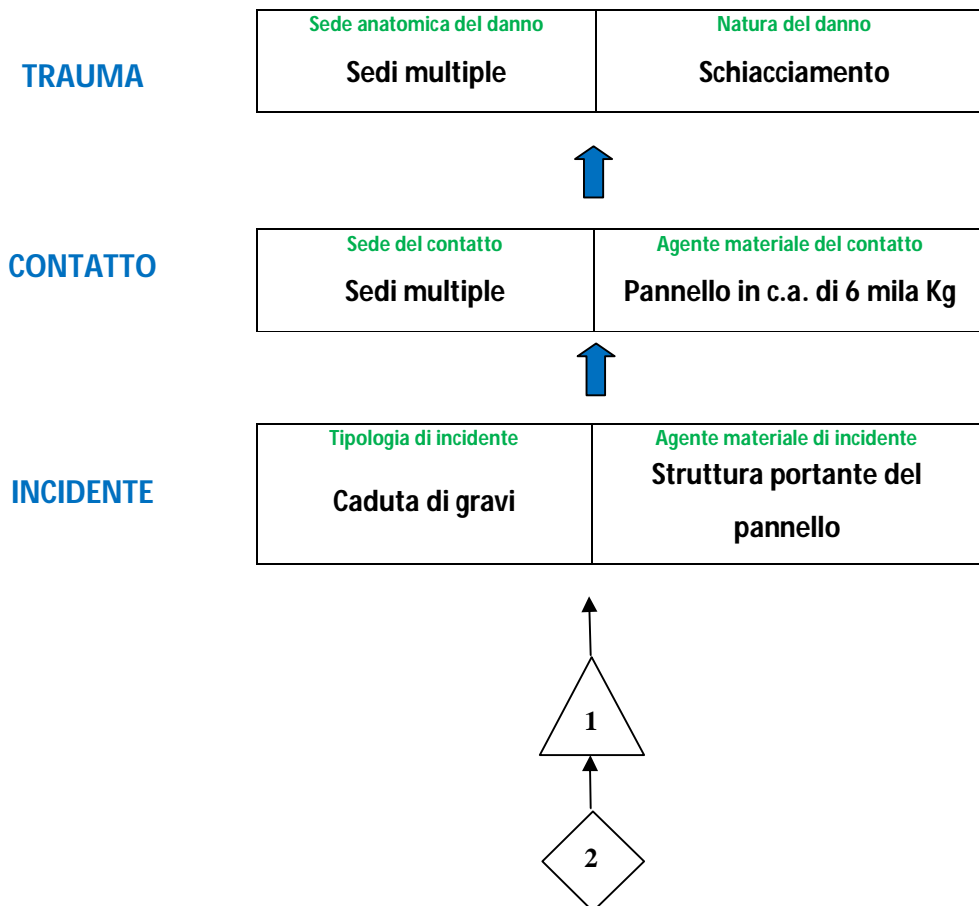 TRAUMA
Sede anatomica del danno
Sedi multiple
Natura del danno
Schiacciamento
CONTATTO
Sede del contatto
Sedi multiple
Agente materiale del contatto
Pannello in c.a. di 6 mila Kg
INCIDENTE
Tipologia di incidente
Caduta di gravi
Agente materiale di incidente
Struttura portante del
pannello
1
2